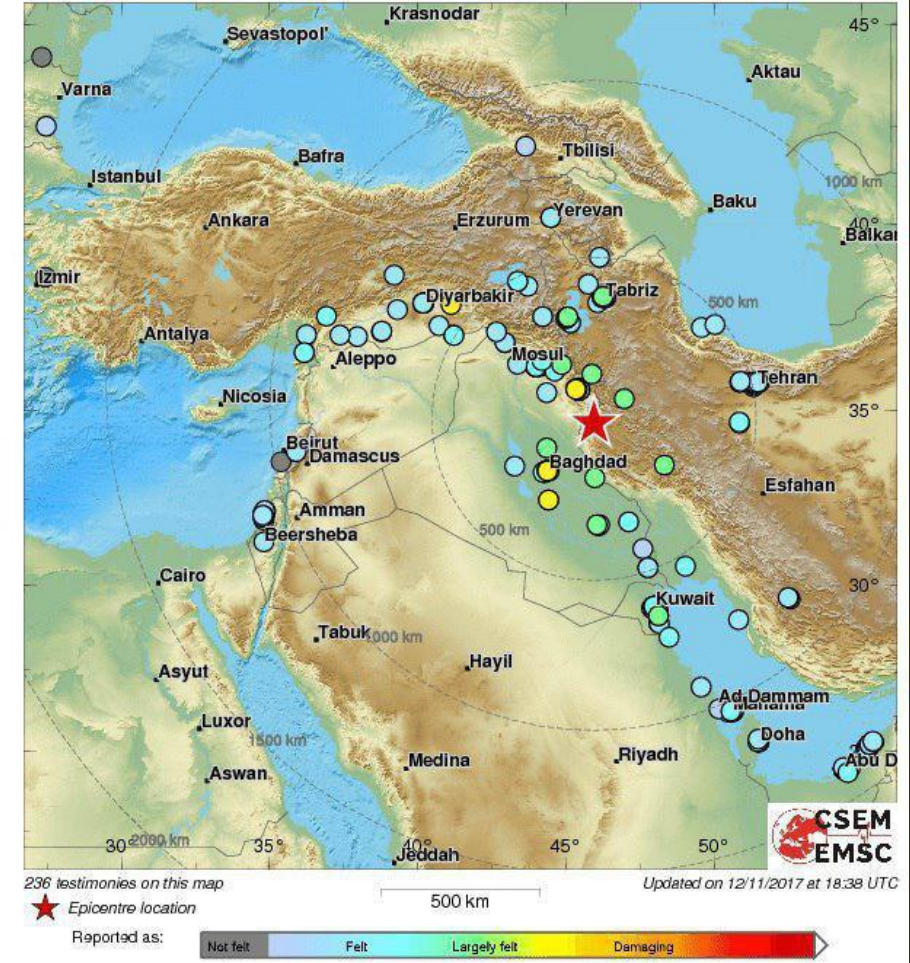 Krasnodar
45°
Sevastopol'
Aktau
Varna
Bafra
Tbilisi
Istanbul
1000 km
Baku
Ankara
Erzurum
Yerevan
40°
Balkan
Izmir
Diyarbakir
Tabriz
500 km
Antalya
Mosul
Aleppo
Tehran
Nicosia
35°
Beirut
Damascus
Baghdad
Esfahan
Amman
500 km
Beersheba
Cairo
30°
Kuwait
Tabuk
1000 km
Hayil
Asyut
Ad Dammam
Manama
Luxor
Doha
1500 km
Riyadh
Medina
Abu D
Aswan
CSEM
EMSC
30°
2000 km
35°
40°
45°
50°
Jeddah
236 testimonies on this map
Updated on 12/11/2017 at 18:38 UTC
500 km
Epicentre location
Reported as:
Not felt
Felt
Largely felt
Damaging